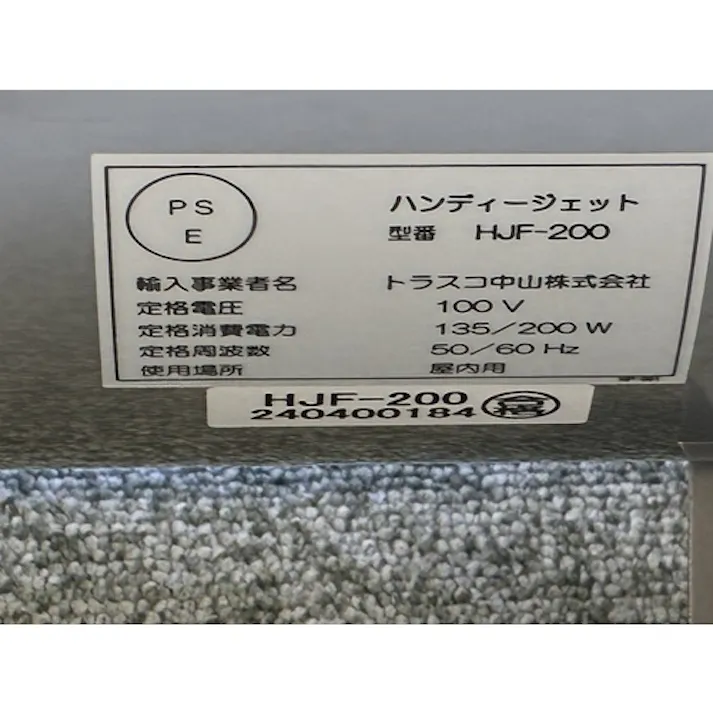 PS
E
ハンディージェット
型番 HJF-200
輸入事業者名 トラスコ中山株式会社
定格電圧 100 V
定格消費電力 135/200 W
定格周波数 50/60 Hz
使用場所 屋内用
HJF-200
240400184
合格